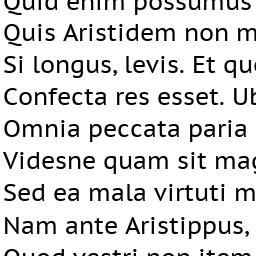 Quid enim possumus
Quis Aristidem non m
Si longus, levis. Et qu
Confecta res esset. Ub
Omnia peccata paria
Videsne quam sit mag
Sed ea mala virtuti m
Nam ante Aristippus,
Quod vestri non item